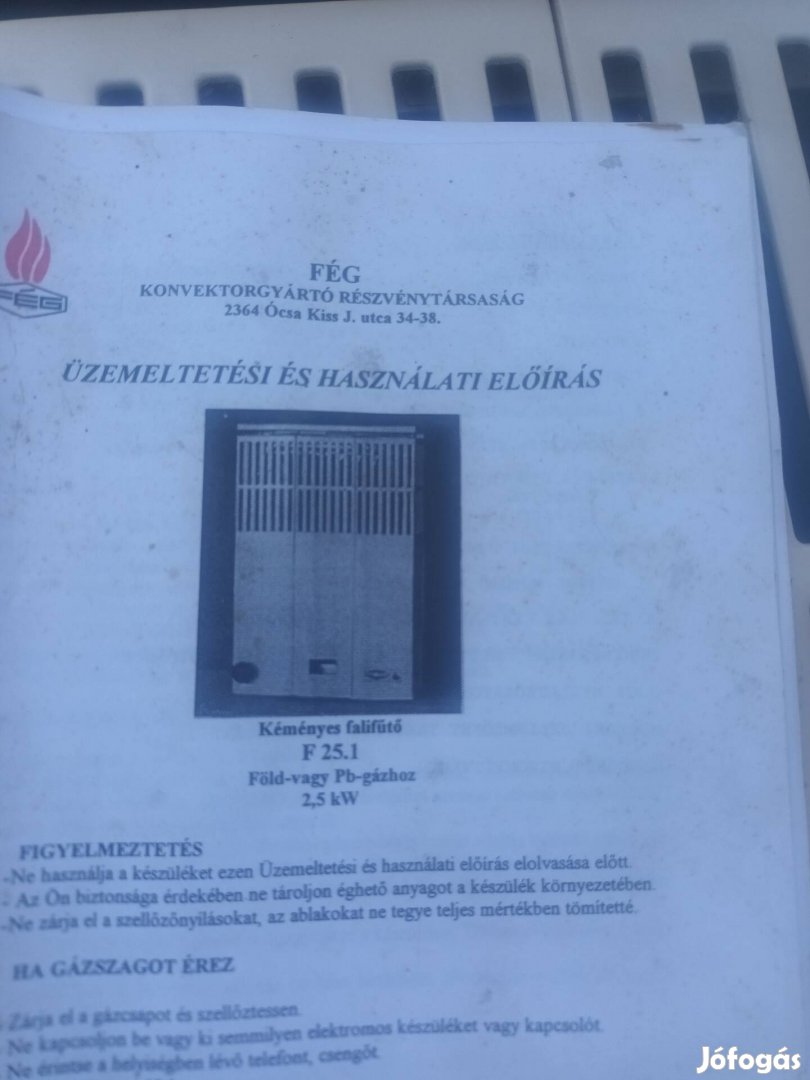 FÉG
FÉG
KONVEKTORGYÁRTÓ RÉSZVÉNYTÁRSASÁG
2364 Ócsa Kiss J. utca 34-38.
ÜZEMELTETÉSI ÉS HASZNÁLATI ELŐÍRÁS
Kéményes falifűtő
F 25.1
Föld-vagy Pb-gázhoz
2,5 kW
FIGYELMEZTETÉS
-Ne használja a készüléket ezen Üzemeltetési és használati előírás elolvasása előtt.
- Az Ön biztonsága érdekében ne tároljon éghető anyagot a készülék környezetében.
-Ne zárja el a szellőzőnyílásokat, az ablakokat ne tegye teljes mértékben tömítetté.
HA GÁZSZAGOT ÉREZ
- Zárja el a gázcsapot és szellőztessen.
- Ne kapcsoljon be vagy ki semmilyen elektromos készüléket vagy kapcsolót.
- Ne érintse a helyiségben lévő telefont, csengőt.
Jófogás